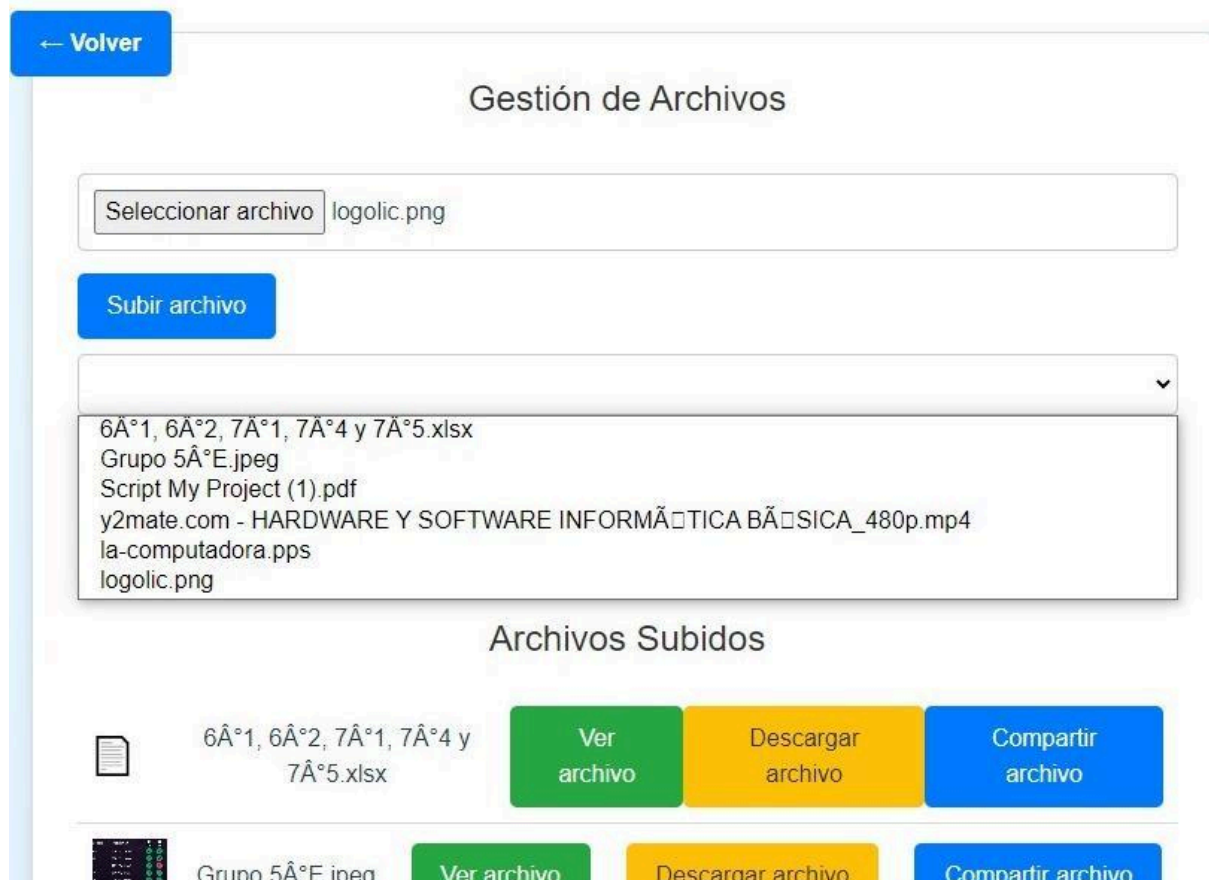 ← Volver
Gestión de Archivos
Seleccionar archivo logolic.png
Subir archivo
6Â°1, 6Â°2, 7Â°1, 7Â°4 y 7Â°5.xlsx
Grupo 5Â°E.jpeg
Script My Project (1).pdf
y2mate.com - HARDWARE Y SOFTWARE INFORMÃ□TICA BÃ□SICA_480p.mp4
la-computadora.pps
logolic.png
Archivos Subidos
6Â°1, 6Â°2, 7Â°1, 7Â°4 y
7Â°5.xlsx
Ver
archivo
Descargar
archivo
Compartir
archivo
Grupo 5Â°E.jpeg
Ver archivo
Descargar archivo
Compartir archivo